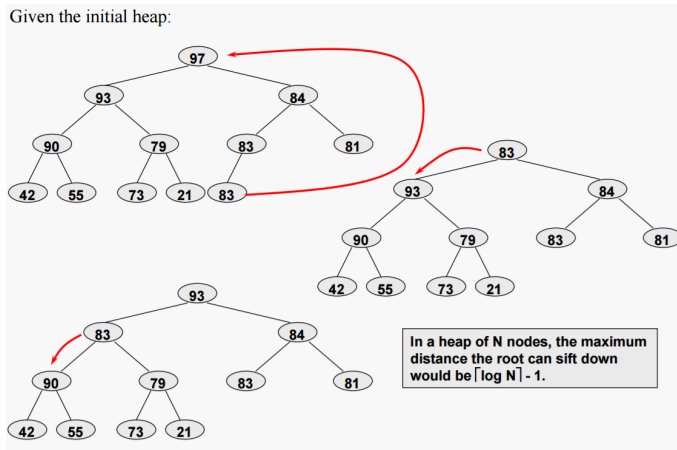 Given the initial heap:
97
93 84
90 79 83 81
42 55 73 21 83
83
93 84
90 79 83 81
42 55 73 21
93
83 84
90 79 83 81
42 55 73 21
In a heap of N nodes, the maximum
distance the root can sift down
would be ⌈log N⌉ - 1.